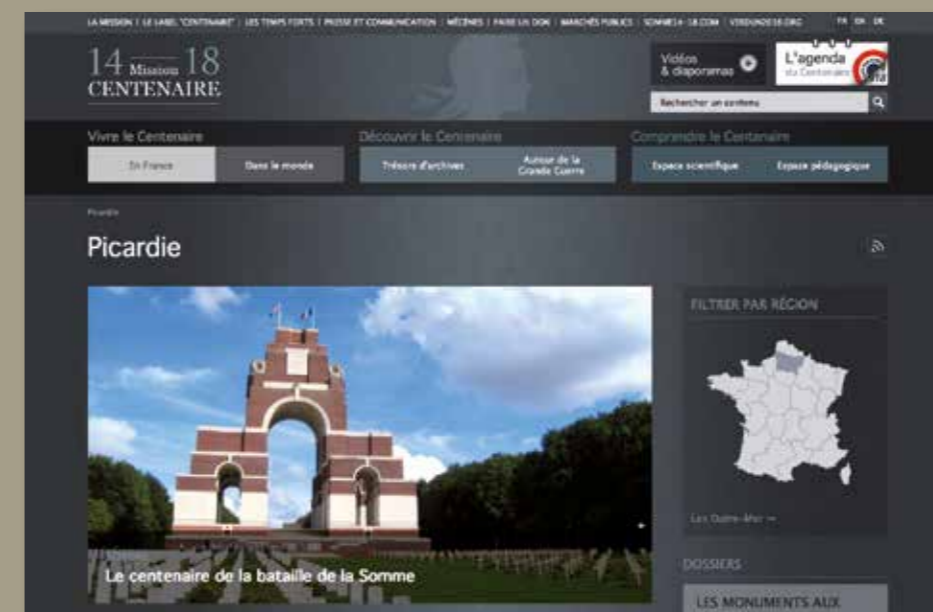 LA MISSION | LE LABEL "CENTENAIRE" | LES TEMPS FORTS | PRESSE ET COMMUNICATION | MÉCÈNES | FAIRE UN DON | MARCHÉS PUBLICS | SOMME14-18.COM | VERDUN2016.ORG FR EN DE
14 Mission 18
CENTENAIRE
Vidéos
& diaporamas
L'agenda
du Centenaire
Rechercher un contenu
Vivre le Centenaire
Découvrir le Centenaire
Comprendre le Centenaire
En France
Dans le monde
Trésors d'archives
Autour de la
Grande Guerre
Espace scientifique
Espace pédagogique
Picardie
Picardie
FILTRER PAR RÉGION
Les Outre-Mer
Le centenaire de la bataille de la Somme
DOSSIERS
LES MONUMENTS AUX